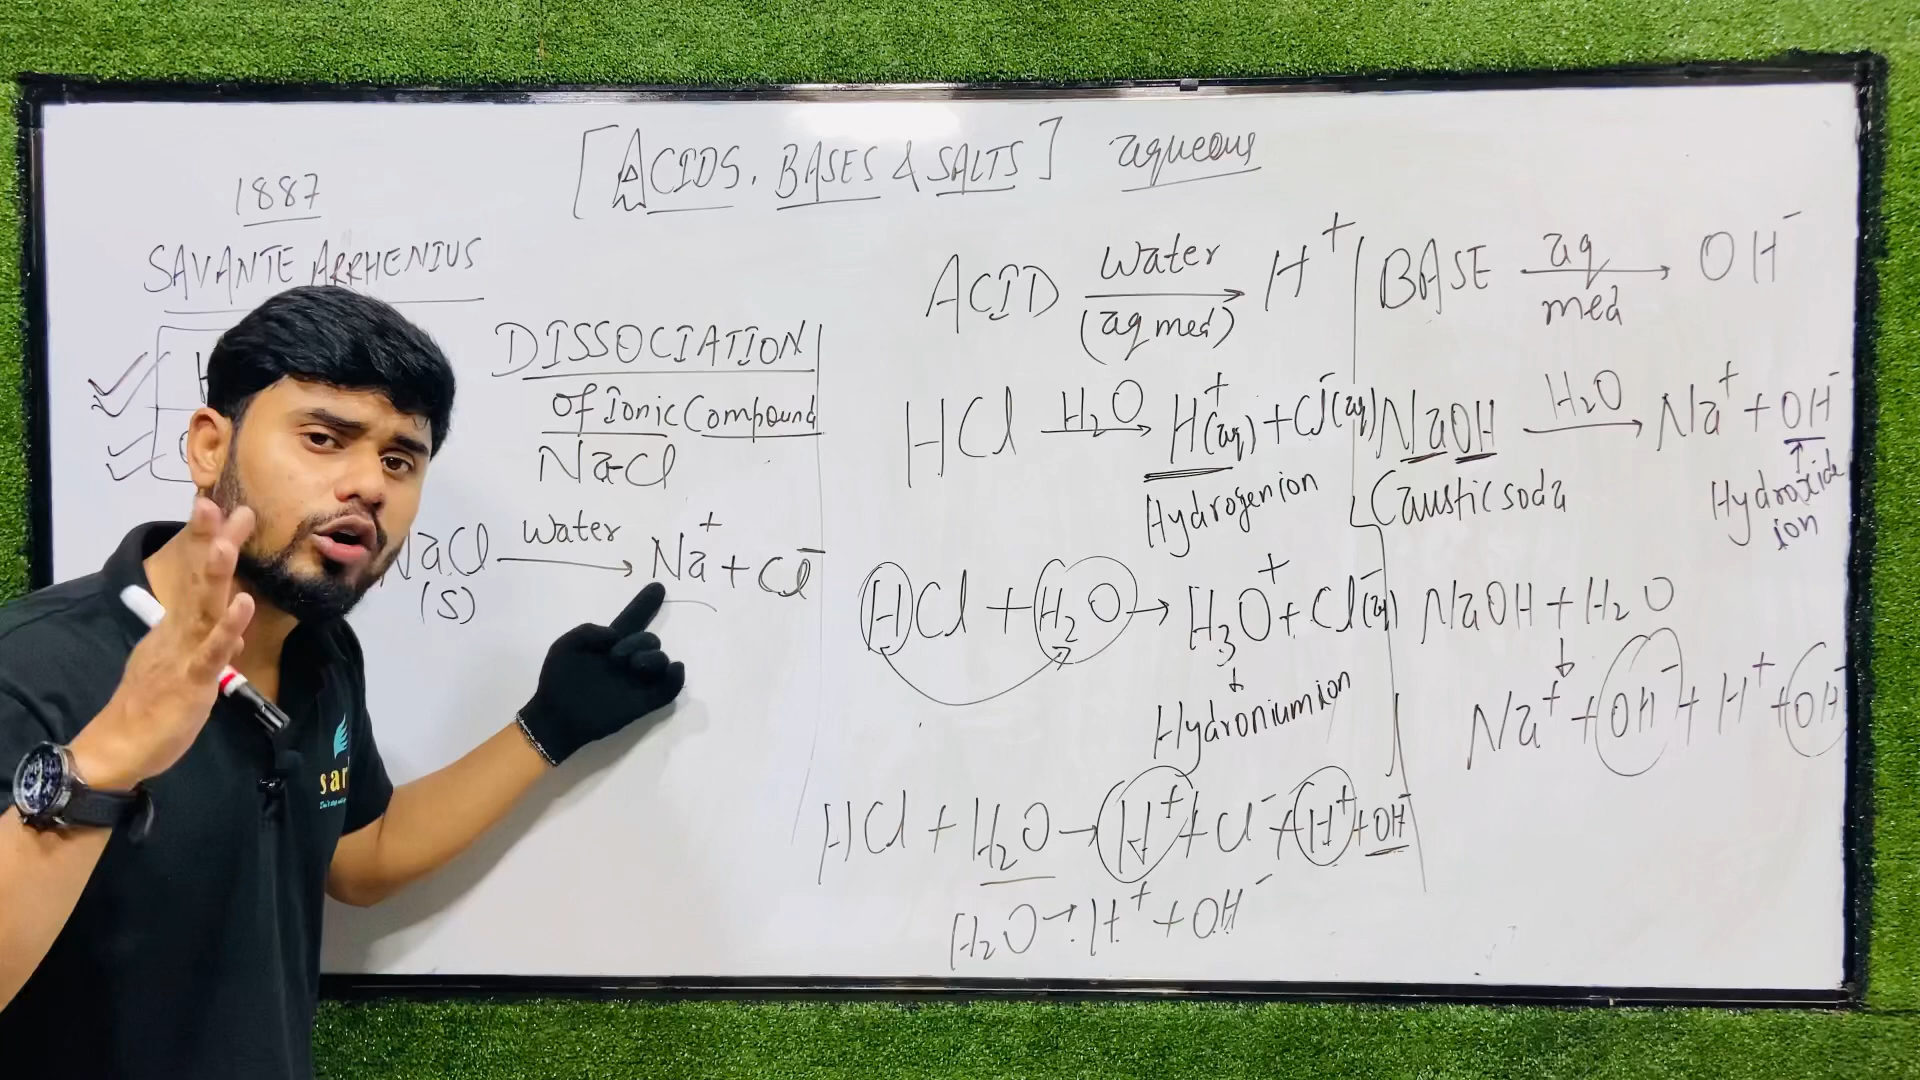 [ACIDS, BASES & SALTS] aqueous
1887
SAVANTE ARRHENIUS
DISSOCIATION
of Ionic Compound
NaCl
NaCl (s) —Water→ Na⁺ + Cl⁻
ACID —Water (aq med)→ H⁺
HCl —H₂O→ H⁺(aq) + Cl⁻(aq)
Hydrogen ion
HCl + H₂O → H₃O⁺ + Cl⁻(aq)
Hydronium ion
HCl + H₂O → H⁺ + Cl⁻ + H⁺ + OH⁻
H₂O → H⁺ + OH⁻
BASE —aq med→ OH⁻
NaOH —H₂O→ Na⁺ + OH⁻
Caustic soda
Hydroxide
ion
NaOH + H₂O
↓
Na⁺ + OH⁻ + H⁺ + OH⁻
sar